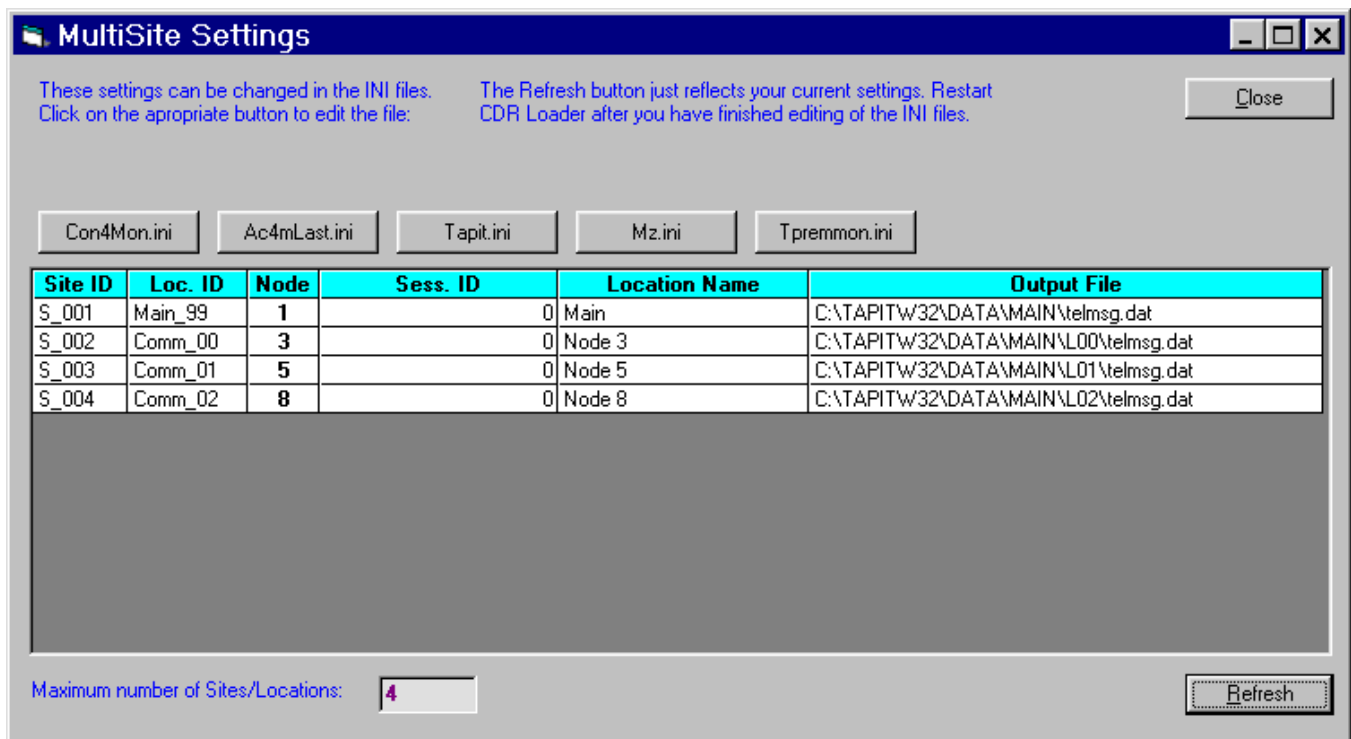 MultiSite Settings
These settings can be changed in the INI files.
Click on the apropriate button to edit the file:
The Refresh button just reflects your current settings. Restart
CDR Loader after you have finished editing of the INI files.
Close
Con4Mon.ini Ac4mLast.ini Tapit.ini Mz.ini Tpremmon.ini
Site ID Loc. ID Node Sess. ID Location Name Output File
S_001 Main_99 1 0 Main C:\TAPITW32\DATA\MAIN\telmsg.dat
S_002 Comm_00 3 0 Node 3 C:\TAPITW32\DATA\MAIN\L00\telmsg.dat
S_003 Comm_01 5 0 Node 5 C:\TAPITW32\DATA\MAIN\L01\telmsg.dat
S_004 Comm_02 8 0 Node 8 C:\TAPITW32\DATA\MAIN\L02\telmsg.dat
Maximum number of Sites/Locations: 4
Refresh